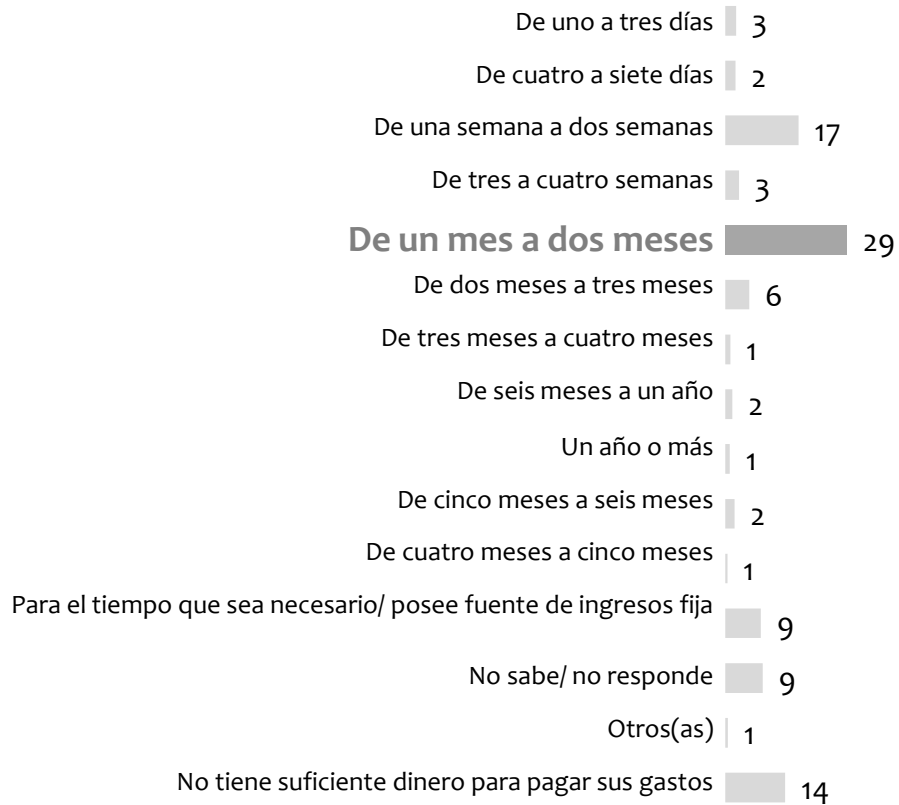 De uno a tres días 3
De cuatro a siete días 2
De una semana a dos semanas 17
De tres a cuatro semanas 3
De un mes a dos meses 29
De dos meses a tres meses 6
De tres meses a cuatro meses 1
De seis meses a un año 2
Un año o más 1
De cinco meses a seis meses 2
De cuatro meses a cinco meses 1
Para el tiempo que sea necesario/ posee fuente de ingresos fija 9
No sabe/ no responde 9
Otros(as) 1
No tiene suficiente dinero para pagar sus gastos 14